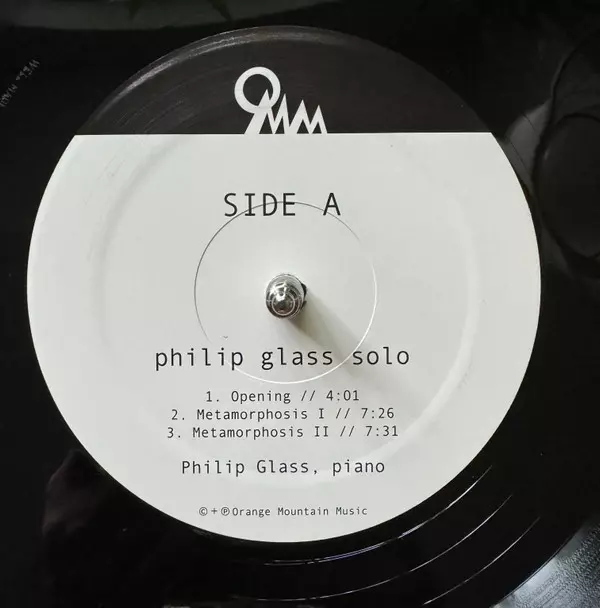 OMM
SIDE A
philip glass solo
1. Opening // 4:01
2. Metamorphosis I // 7:26
3. Metamorphosis II // 7:31
Philip Glass, piano
©+℗Orange Mountain Music